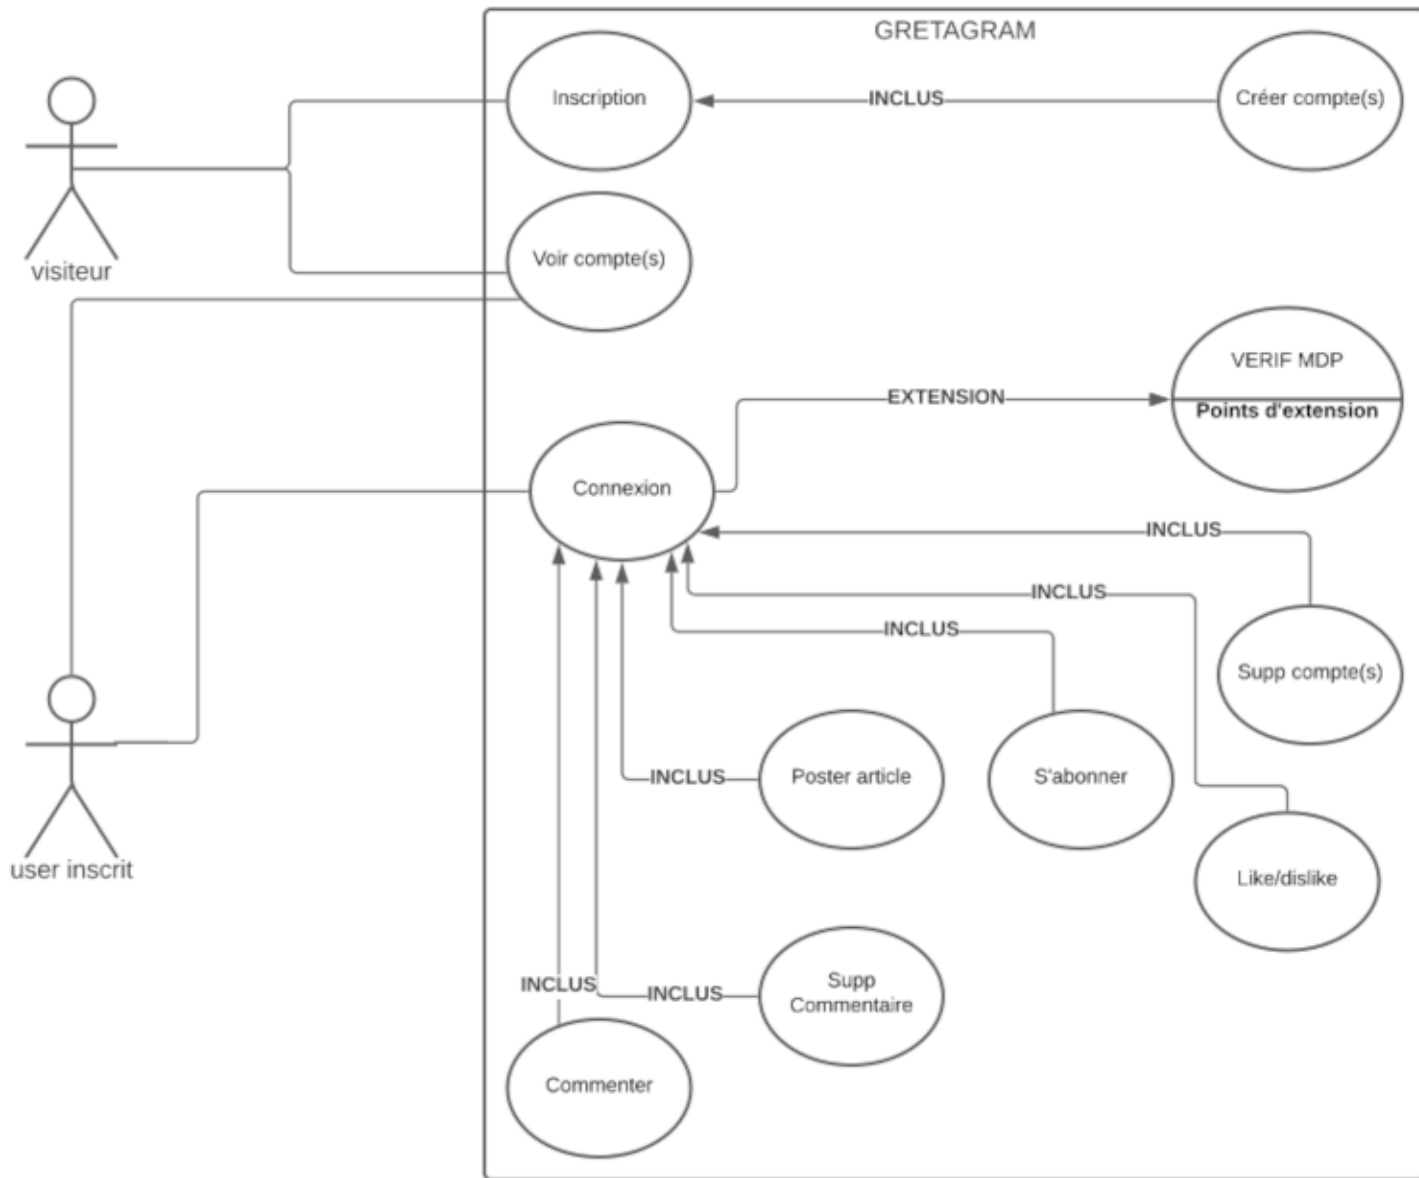 GRETAGRAM
Inscription
INCLUS
Créer compte(s)
visiteur
Voir compte(s)
VERIF MDP
Points d'extension
EXTENSION
Connexion
INCLUS
INCLUS
INCLUS
Supp compte(s)
user inscrit
INCLUS
Poster article
S'abonner
Like/dislike
INCLUS
INCLUS
Supp
Commentaire
Commenter